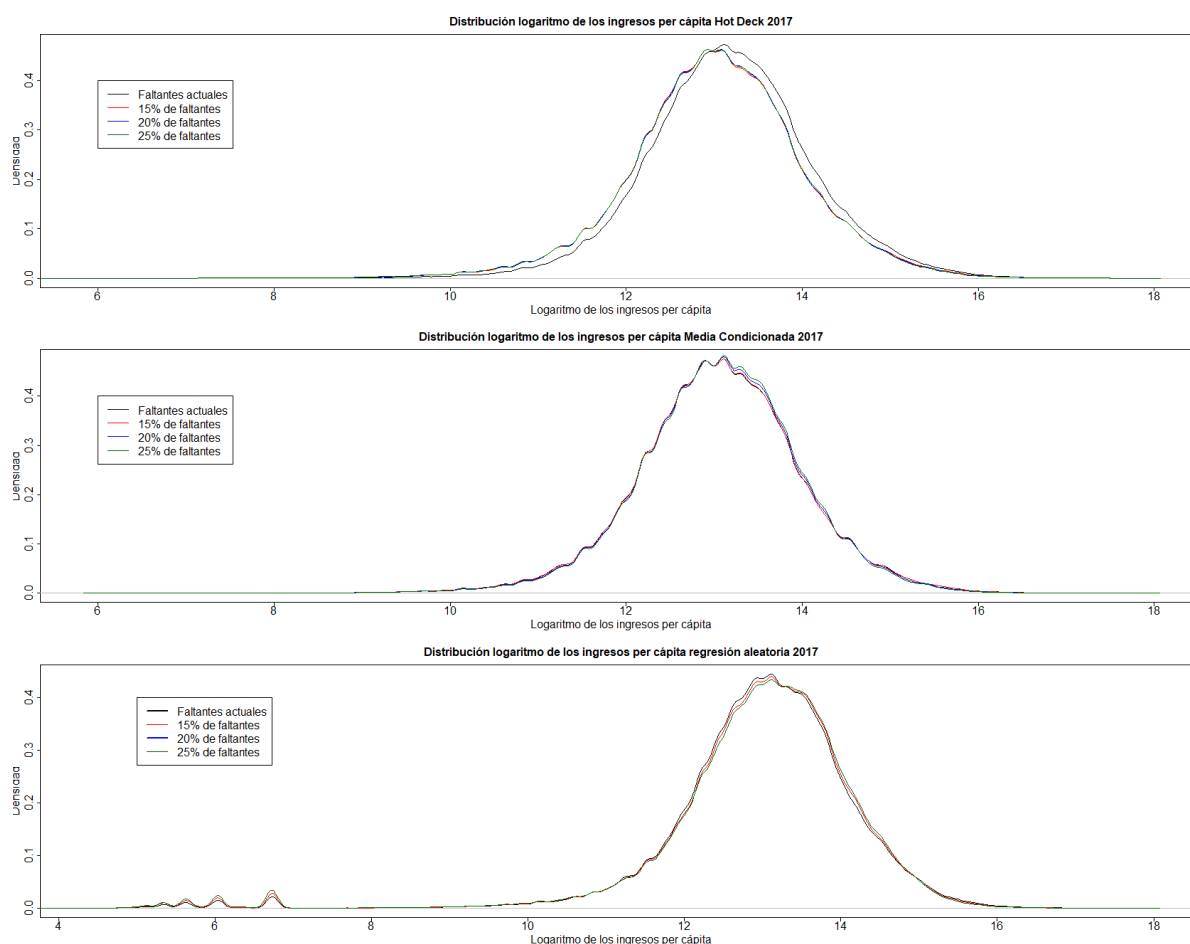 Distribución logaritmo de los ingresos per cápita Hot Deck 2017
Densidad
0.0 0.1 0.2 0.3 0.4
Faltantes actuales
15% de faltantes
20% de faltantes
25% de faltantes
6 8 10 12 14 16 18
Logaritmo de los ingresos per cápita
Distribución logaritmo de los ingresos per cápita Media Condicionada 2017
Densidad
0.0 0.1 0.2 0.3 0.4
Faltantes actuales
15% de faltantes
20% de faltantes
25% de faltantes
6 8 10 12 14 16 18
Logaritmo de los ingresos per cápita
Distribución logaritmo de los ingresos per cápita regresión aleatoria 2017
Densidad
0.0 0.1 0.2 0.3 0.4
Faltantes actuales
15% de faltantes
20% de faltantes
25% de faltantes
4 6 8 10 12 14 16 18
Logaritmo de los ingresos per cápita